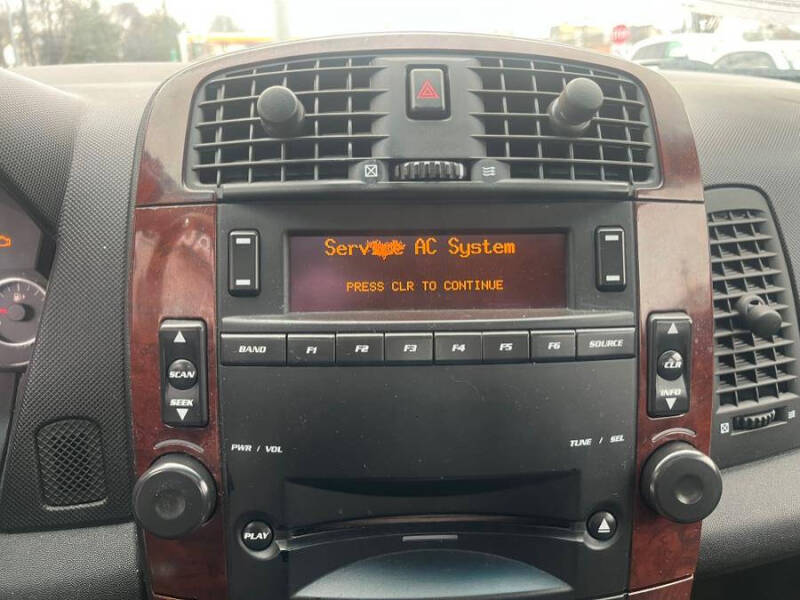 Service AC System
PRESS CLR TO CONTINUE
BAND F1 F2 F3 F4 F5 F6 SOURCE
SCAN
SEEK
CLR
INFO
PWR / VOL
TUNE / SEL
PLAY